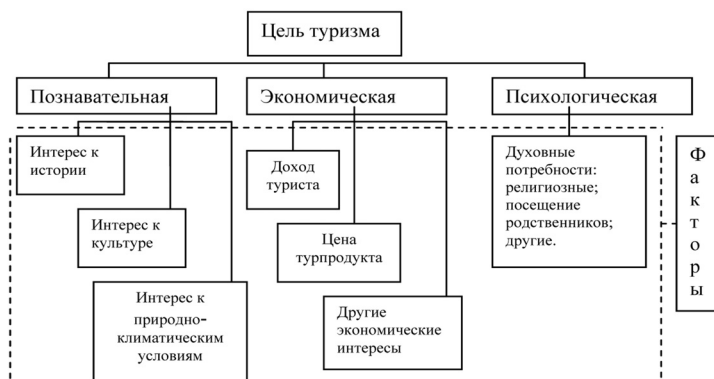 Цель туризма
Познавательная
Экономическая
Психологическая
Интерес к
истории
Интерес к
культуре
Интерес к
природно-
климатическим
условиям
Доход
туриста
Цена
турпродукта
Другие
экономические
интересы
Духовные
потребности:
религиозные;
посещение
родственников;
другие.
Ф
а
к
т
о
р
ы